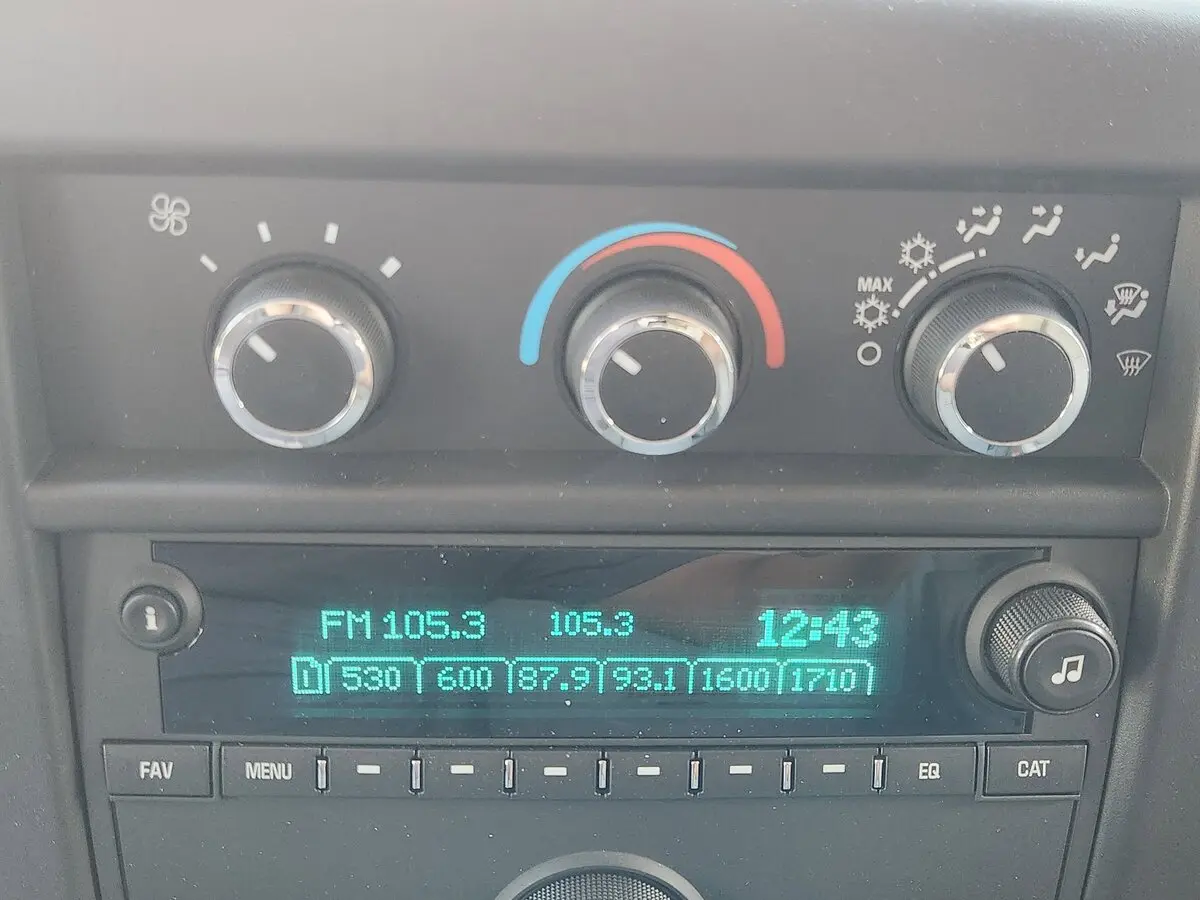 MAX
FM 105.3 105.3 12:43
1 530 600 87.9 93.1 1600 1710
i
FAV MENU EQ CAT